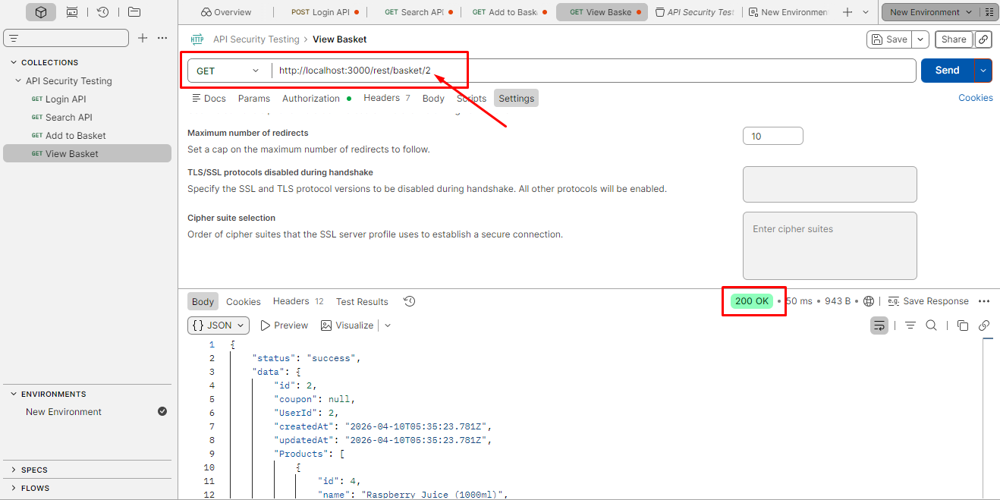 Overview
POST Login API
GET Search API
GET Add to Bask
GET View Baske
API Security Test
New Environmen
New Environment
API Security Testing > View Basket
Save
Share
COLLECTIONS
API Security Testing
GET Login API
GET Search API
GET Add to Basket
GET View Basket
GET
http://localhost:3000/rest/basket/2
Send
Docs
Params
Authorization
Headers 7
Body
Scripts
Settings
Cookies
Maximum number of redirects
Set a cap on the maximum number of redirects to follow.
10
TLS/SSL protocols disabled during handshake
Specify the SSL and TLS protocol versions to be disabled during handshake. All other protocols will be enabled.
Cipher suite selection
Order of cipher suites that the SSL server profile uses to establish a secure connection.
Enter cipher suites
Body
Cookies
Headers 12
Test Results
200 OK • 50 ms • 943 B •
e.g. Save Response
{} JSON
Preview
Visualize
1 {
2 "status": "success",
3 "data": {
4 "id": 2,
5 "coupon": null,
6 "UserId": 2,
7 "createdAt": "2026-04-10T05:35:23.781Z",
8 "updatedAt": "2026-04-10T05:35:23.781Z",
9 "Products": [
10 {
11 "id": 4,
12 "name": "Raspberry Juice (1000ml)",
ENVIRONMENTS
New Environment
SPECS
FLOWS